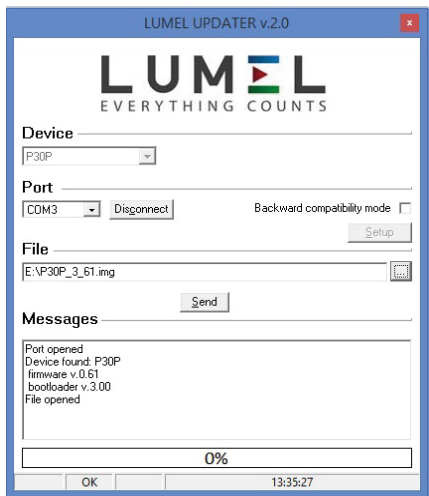 LUMEL UPDATER v.2.0
x
LUMEL
EVERYTHING COUNTS
Device
P30P
Port
COM3 Disconnect Backward compatibility mode
Setup
File
E:\P30P_3_61.img ...
Send
Messages
Port opened
Device found: P30P
firmware v.0.61
bootloader v.3.00
File opened
0%
OK 13:35:27